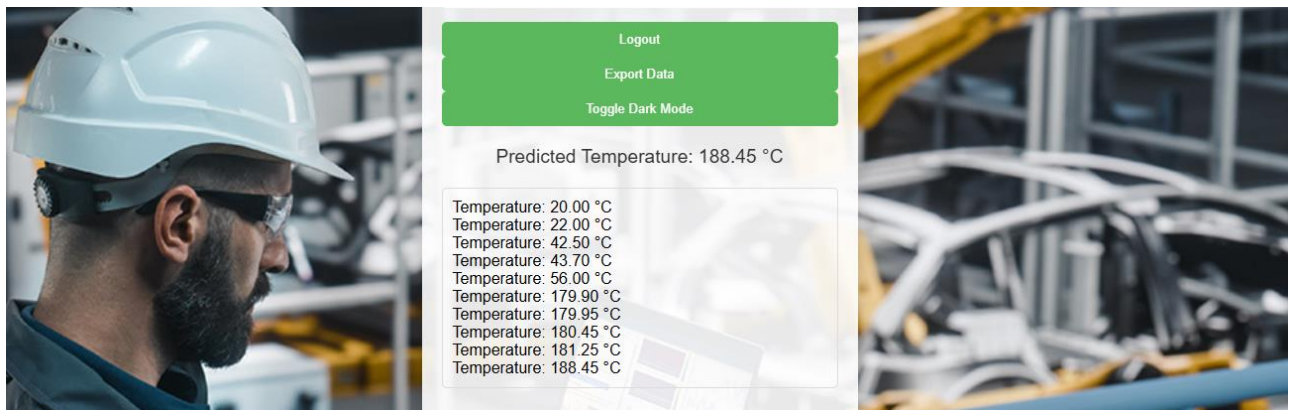 Logout
Export Data
Toggle Dark Mode
Predicted Temperature: 188.45 °C
Temperature: 20.00 °C
Temperature: 22.00 °C
Temperature: 42.50 °C
Temperature: 43.70 °C
Temperature: 56.00 °C
Temperature: 179.90 °C
Temperature: 179.95 °C
Temperature: 180.45 °C
Temperature: 181.25 °C
Temperature: 188.45 °C